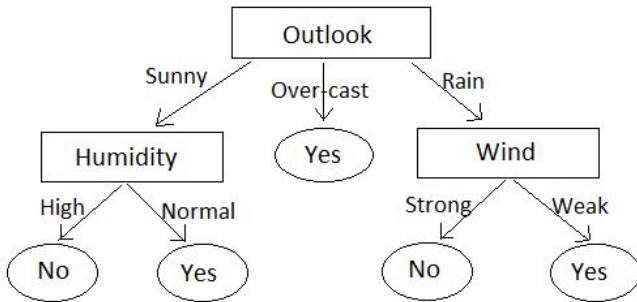 Outlook
Sunny
Over-cast
Rain
Humidity
Yes
Wind
High
Normal
Strong
Weak
No
Yes
No
Yes